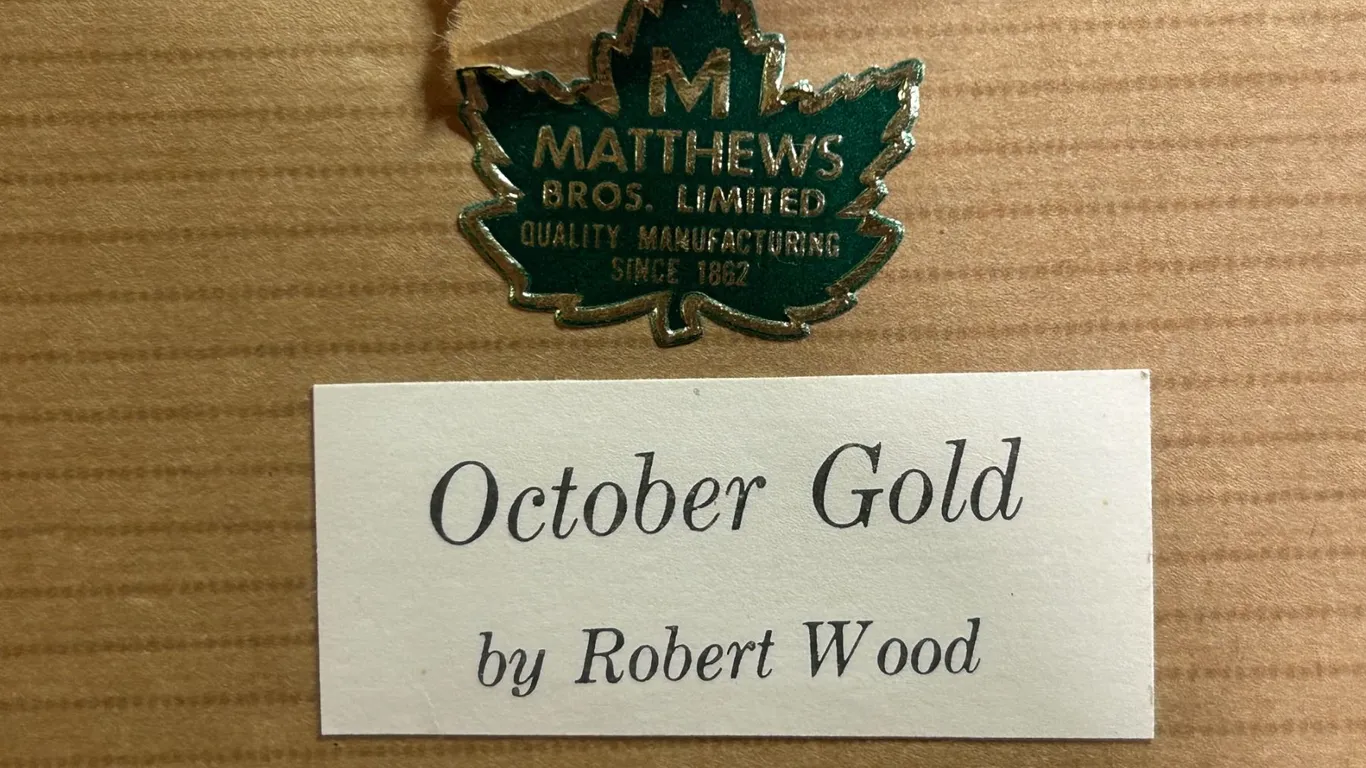 M
MATTHEWS
BROS. LIMITED
QUALITY MANUFACTURING
SINCE 1862
October Gold
by Robert Wood